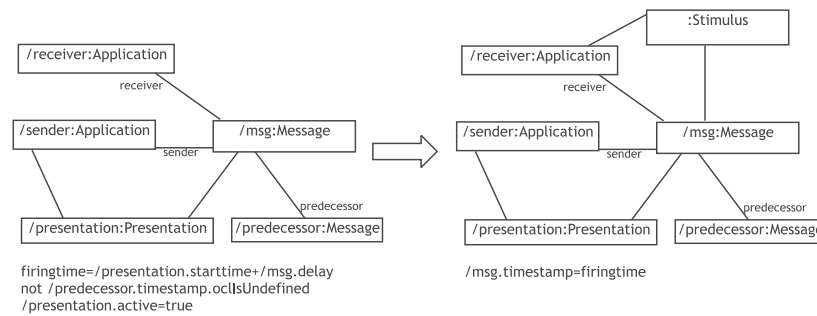 :Stimulus
/receiver:Application
/receiver:Application
receiver
receiver
/sender:Application
/msg:Message
/sender:Application
/msg:Message
sender
sender
predecessor
predecessor
/presentation:Presentation
/predecessor:Message
/presentation:Presentation
/predecessor:Message
firingtime=/presentation.starttime+/msg.delay
/msg.timestamp=firingtime
not /predecessor.timestamp.oclIsUndefined
/presentation.active=true